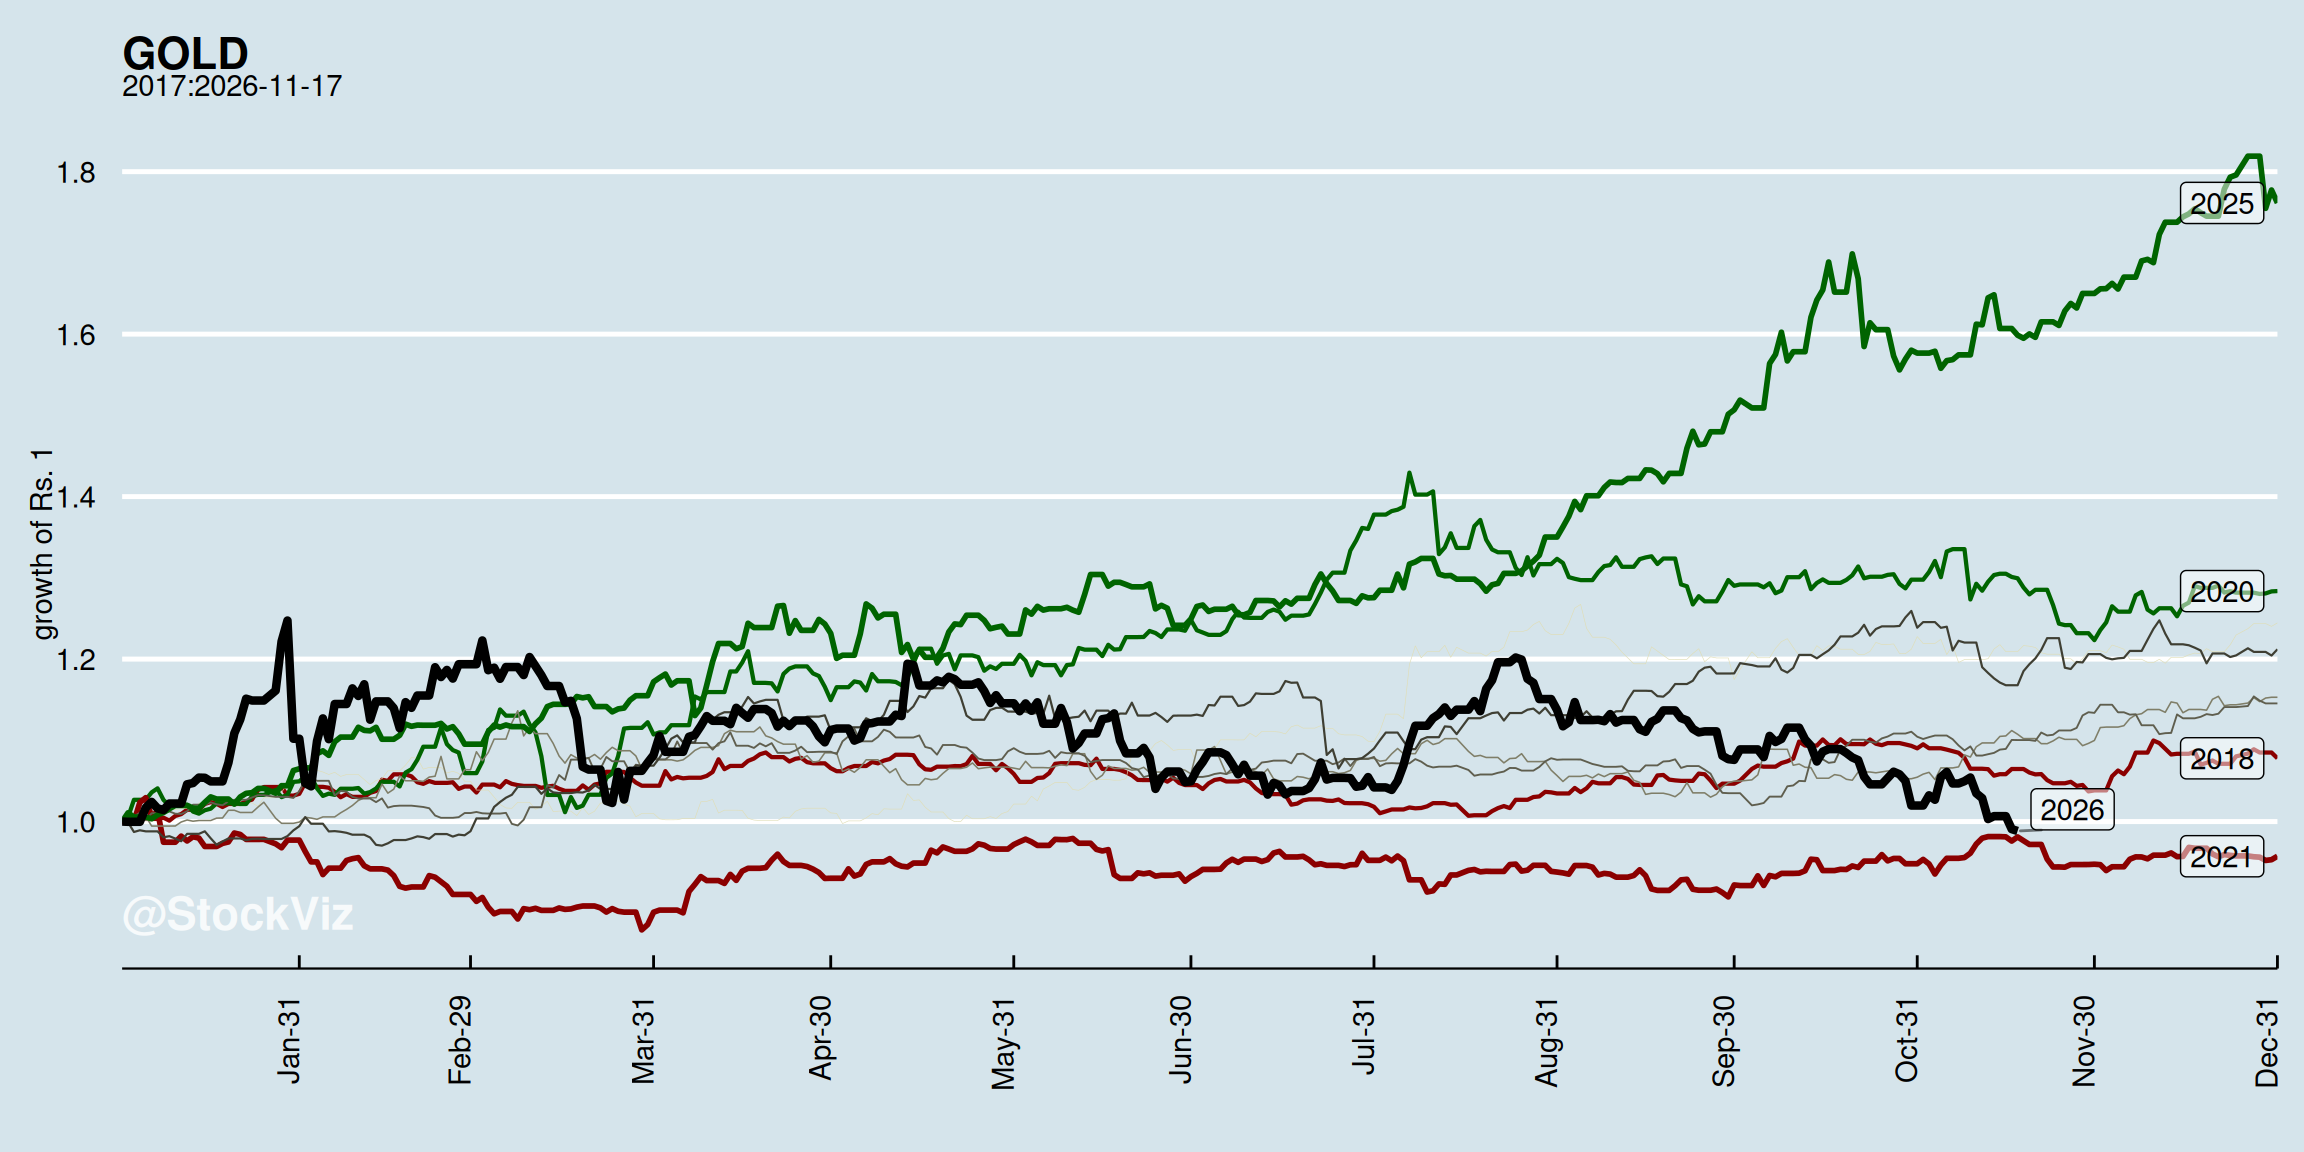 GOLD
2017:2026-11-17
growth of Rs. 1
1.8
1.6
1.4
1.2
1.0
2025
2020
2018
2026
2021
@StockViz
Jan-31
Feb-29
Mar-31
Apr-30
May-31
Jun-30
Jul-31
Aug-31
Sep-30
Oct-31
Nov-30
Dec-31